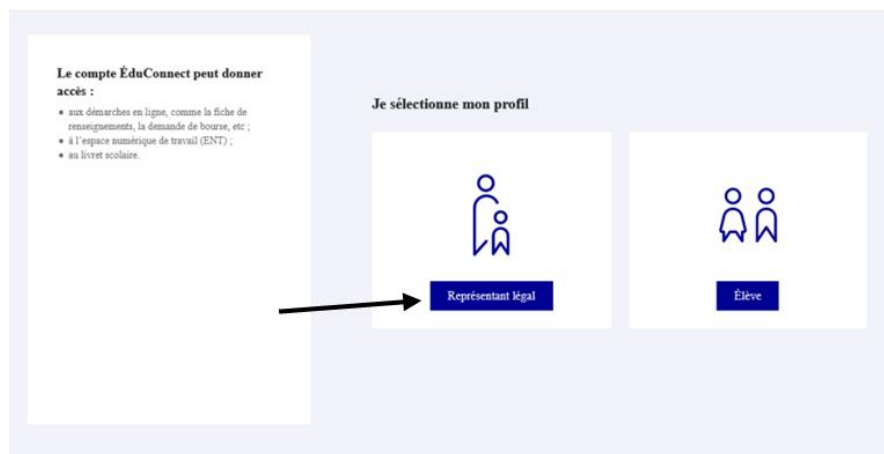 Le compte ÉduConnect peut donner
accès :
• aux démarches en ligne, comme la fiche de
renseignements, la demande de bourse, etc ;
• à l'espace numérique de travail (ENT) ;
• au livret scolaire.
Je sélectionne mon profil
Représentant légal
Élève